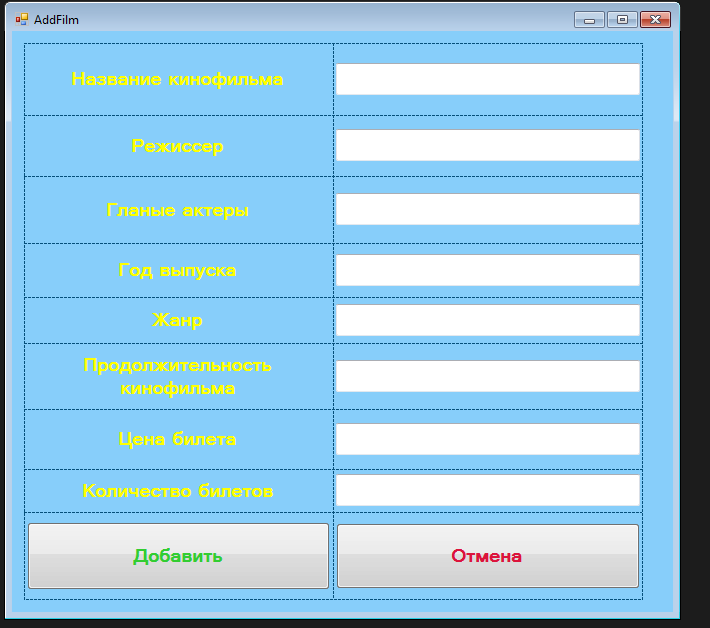 AddFilm
Название кинофильма
Режиссер
Гланые актеры
Год выпуска
Жанр
Продолжительность
кинофильма
Цена билета
Количество билетов
Добавить
Отмена